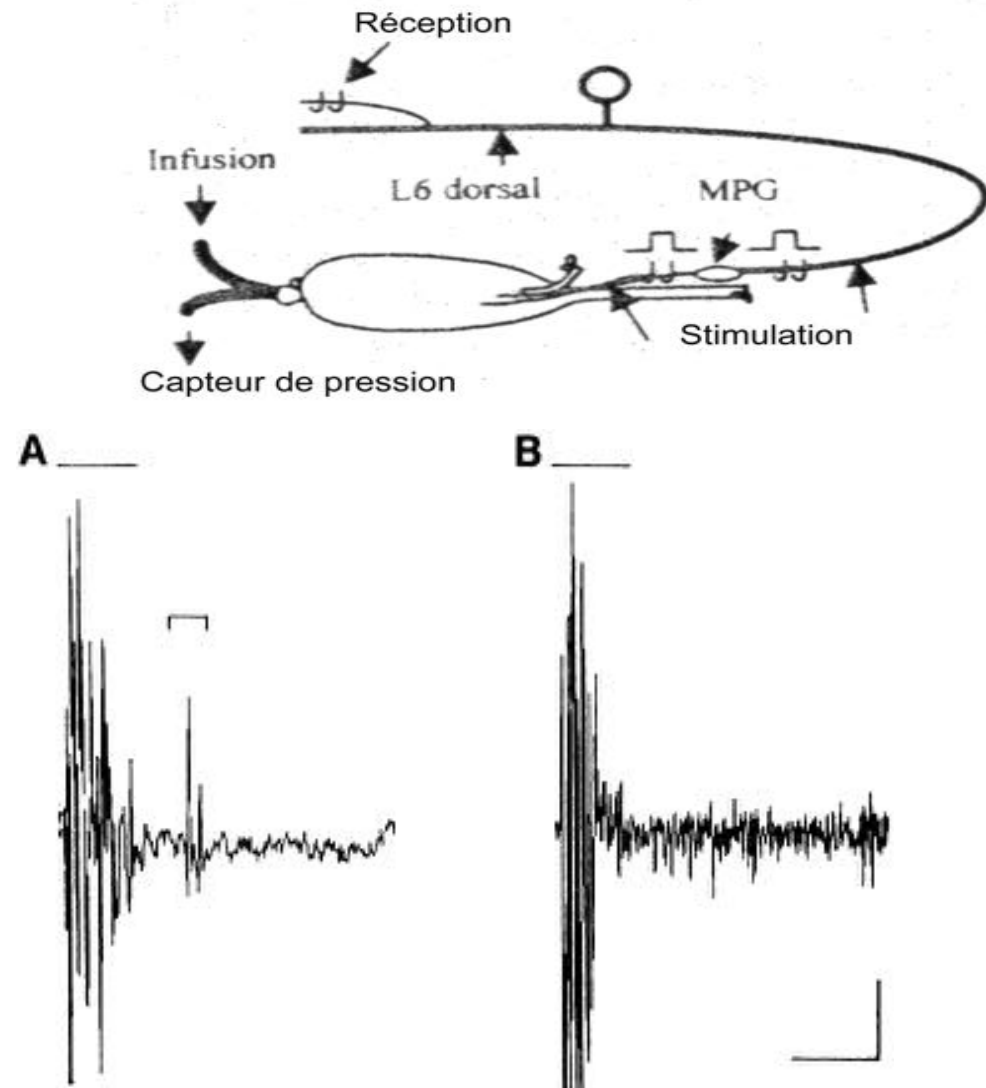 Réception
Infusion
L6 dorsal
MPG
Stimulation
Capteur de pression
A
B